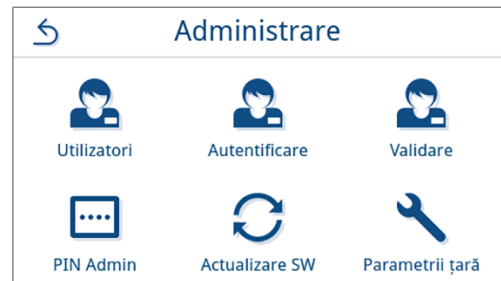 Administrare
Utilizatori Autentificare Validare
PIN Admin Actualizare SW Parametrii țară